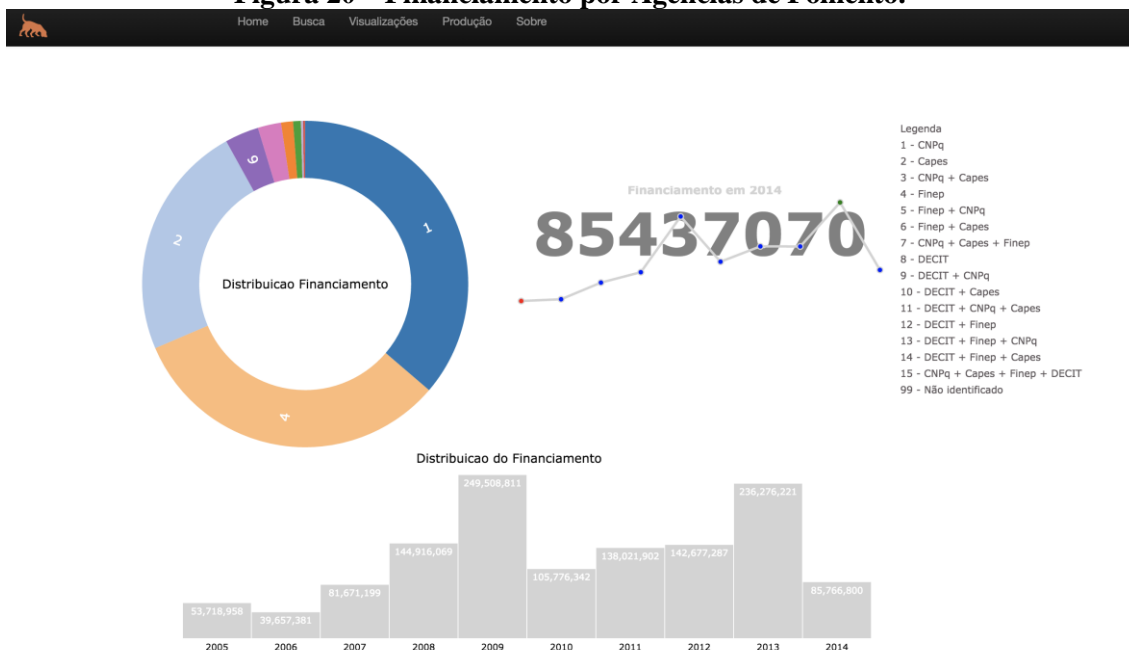 Figura 20 - Financiamento por Agências de Fomento.
Home Busca Visualizações Produção Sobre
1
2
4
9
Distribuicao Financiamento
Financiamento em 2014
85437070
Legenda
1 - CNPq
2 - Capes
3 - CNPq + Capes
4 - Finep
5 - Finep + CNPq
6 - Finep + Capes
7 - CNPq + Capes + Finep
8 - DECIT
9 - DECIT + CNPq
10 - DECIT + Capes
11 - DECIT + CNPq + Capes
12 - DECIT + Finep
13 - DECIT + Finep + CNPq
14 - DECIT + Finep + Capes
15 - CNPq + Capes + Finep + DECIT
99 - Não identificado
Distribuicao do Financiamento
53,718,958
39,657,381
81,671,199
144,916,069
249,508,811
105,776,342
138,021,902
142,677,287
236,276,221
85,766,800
2005 2006 2007 2008 2009 2010 2011 2012 2013 2014